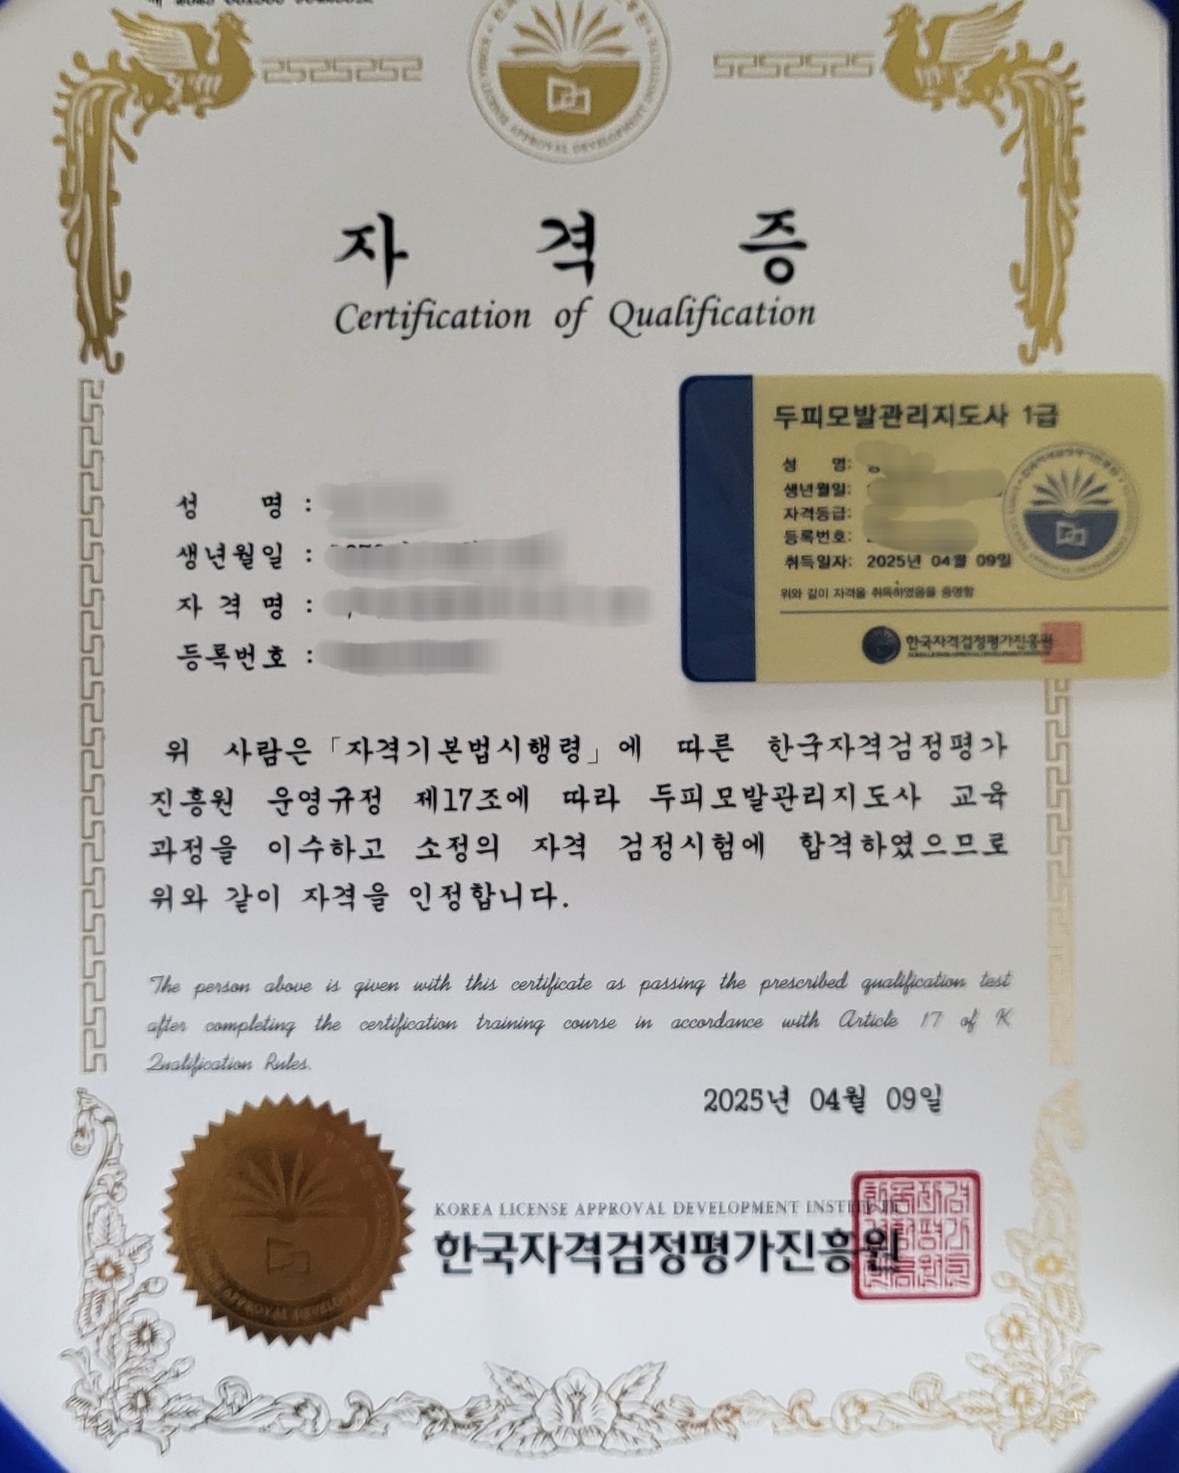 자 격 증
Certification of Qualification
두피모발관리지도사 1급
성 명:
생년월일:
자격등급:
등록번호:
취득일자: 2025년 04월 09일
위와 같이 자격을 취득하였음을 증명함
한국자격검정평가진흥원
성 명 :
생년월일 :
자 격 명 :
등록번호 :
위 사람은 「자격기본법시행령」에 따른 한국자격검정평가
진흥원 운영규정 제17조에 따라 두피모발관리지도사 교육
과정을 이수하고 소정의 자격 검정시험에 합격하였으므로
위와 같이 자격을 인정합니다.
The person above is given with this certificate as passing the prescribed qualification test
after completing the certification training course in accordance with Article 17 of K
Qualification Rules.
2025년 04월 09일
KOREA LICENSE APPROVAL DEVELOPMENT INSTITUTE
한국자격검정평가진흥원